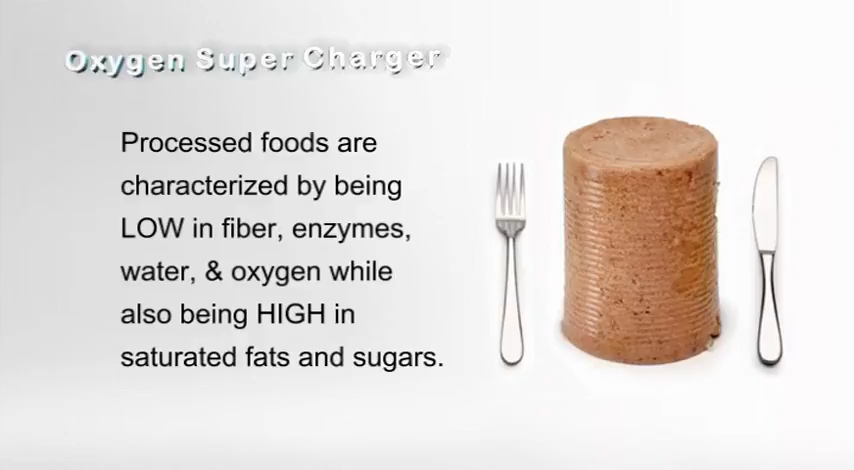 Oxygen Super Charger
Processed foods are
characterized by being
LOW in fiber, enzymes,
water, & oxygen while
also being HIGH in
saturated fats and sugars.